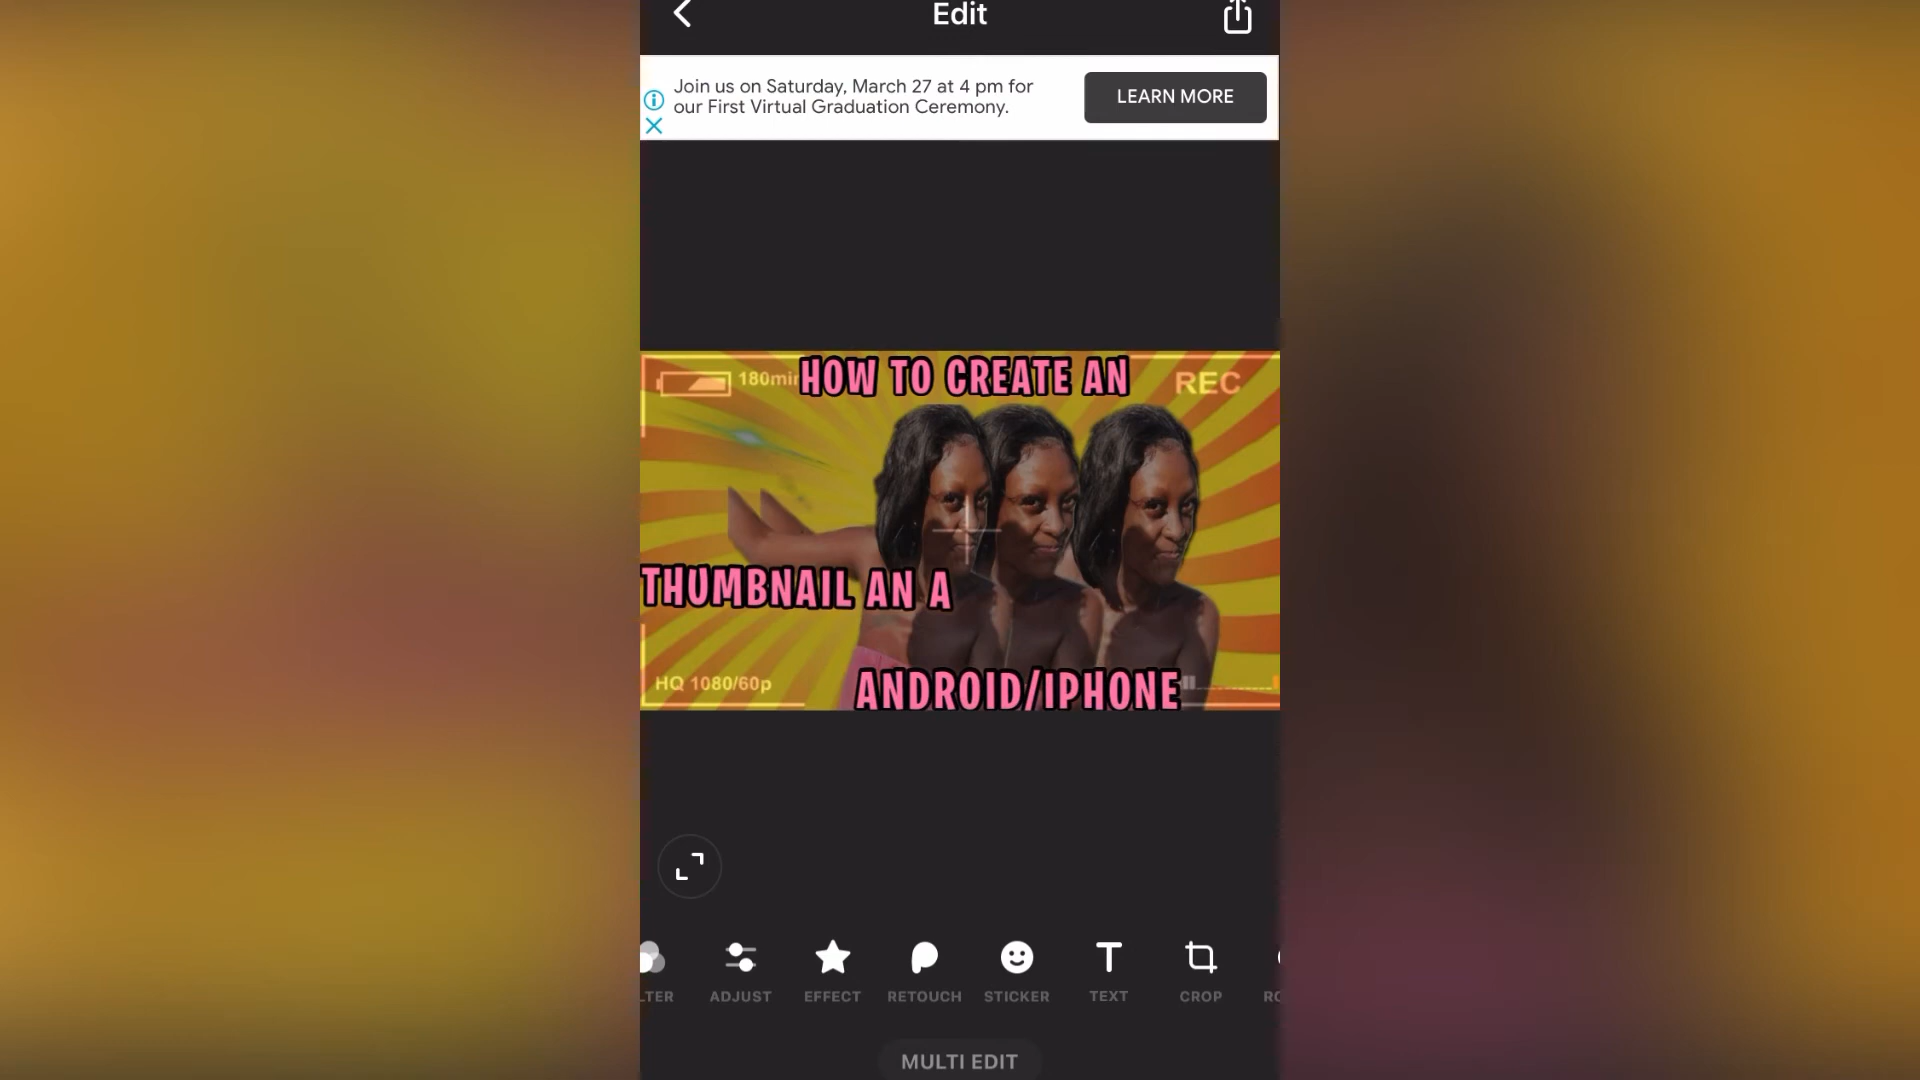 Edit
Join us on Saturday, March 27 at 4 pm for
our First Virtual Graduation Ceremony.
LEARN MORE
180min
HOW TO CREATE AN
REC
THUMBNAIL AN A
HQ 1080/60p
ANDROID/IPHONE
LTER
ADJUST
EFFECT
RETOUCH
STICKER
TEXT
CROP
MULTI EDIT